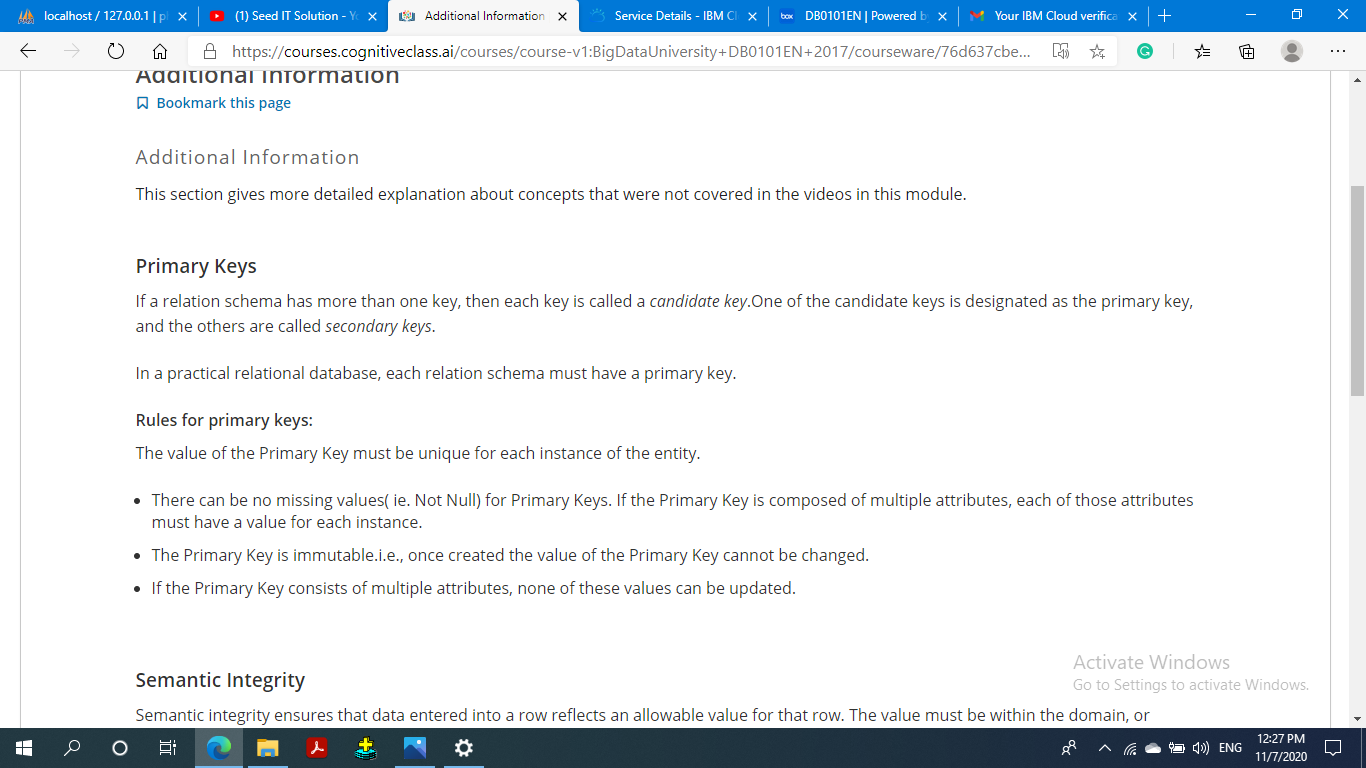 localhost / 127.0.0.1 | p
(1) Seed IT Solution - Y
Additional Information
Service Details - IBM Cl
box DB0101EN | Powered b
Your IBM Cloud verifica
https://courses.cognitiveclass.ai/courses/course-v1:BigDataUniversity+DB0101EN+2017/courseware/76d637cbe...
Additional Information
Bookmark this page
Additional Information
This section gives more detailed explanation about concepts that were not covered in the videos in this module.
Primary Keys
If a relation schema has more than one key, then each key is called a candidate key.One of the candidate keys is designated as the primary key,
and the others are called secondary keys.
In a practical relational database, each relation schema must have a primary key.
Rules for primary keys:
The value of the Primary Key must be unique for each instance of the entity.
There can be no missing values( ie. Not Null) for Primary Keys. If the Primary Key is composed of multiple attributes, each of those attributes
must have a value for each instance.
The Primary Key is immutable.i.e., once created the value of the Primary Key cannot be changed.
If the Primary Key consists of multiple attributes, none of these values can be updated.
Activate Windows
Go to Settings to activate Windows.
Semantic Integrity
Semantic integrity ensures that data entered into a row reflects an allowable value for that row. The value must be within the domain, or
ENG
12:27 PM
11/7/2020